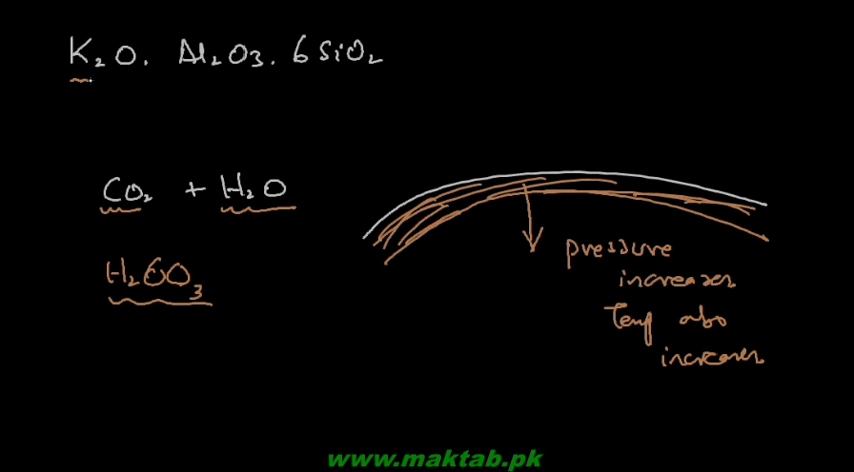 K₂O. Al₂O₃. 6SiO₂
CO₂ + H₂O
H₂CO₃
pressure
increases
Temp also
increases
www.maktab.pk